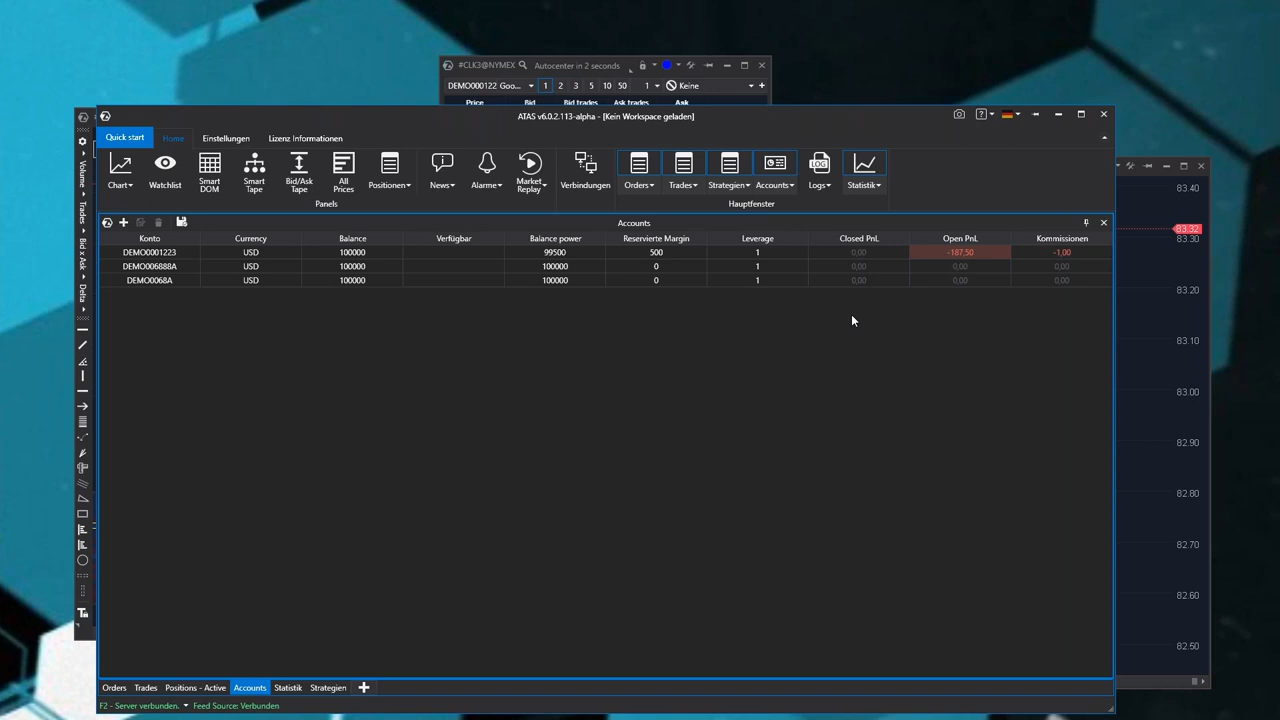 #CLK3@NYMEX Autocenter in 2 seconds
DEMO000122 Goo... 1 2 3 5 10 50 1 Keine
Price Bid Bid trades Ask trades Ask
ATAS v6.0.2.113-alpha - [Kein Workspace geladen]
Quick start Home Einstellungen Lizenz Informationen
Chart Watchlist Smart DOM Smart Tape Bid/Ask Tape All Prices Positionen News Alarme Market Replay Verbindungen Orders Trades Strategien Accounts Logs Statistik
Panels Hauptfenster
Accounts
Konto Currency Balance Verfügbar Balance power Reservierte Margin Leverage Closed PnL Open PnL Kommissionen
DEMO0001223 USD 100000 99500 500 1 0,00 -187,50 -1,00
DEMO006888A USD 100000 100000 0 1 0,00 0,00 0,00
DEMO0068A USD 100000 100000 0 1 0,00 0,00 0,00
Volume
Trades
Bid x Ask
Delta
83.40
83.32
83.30
83.20
83.10
83.00
82.90
82.80
82.70
82.60
82.50
Orders Trades Positions - Active Accounts Statistik Strategien
F2 - Server verbunden. Feed Source: Verbunden